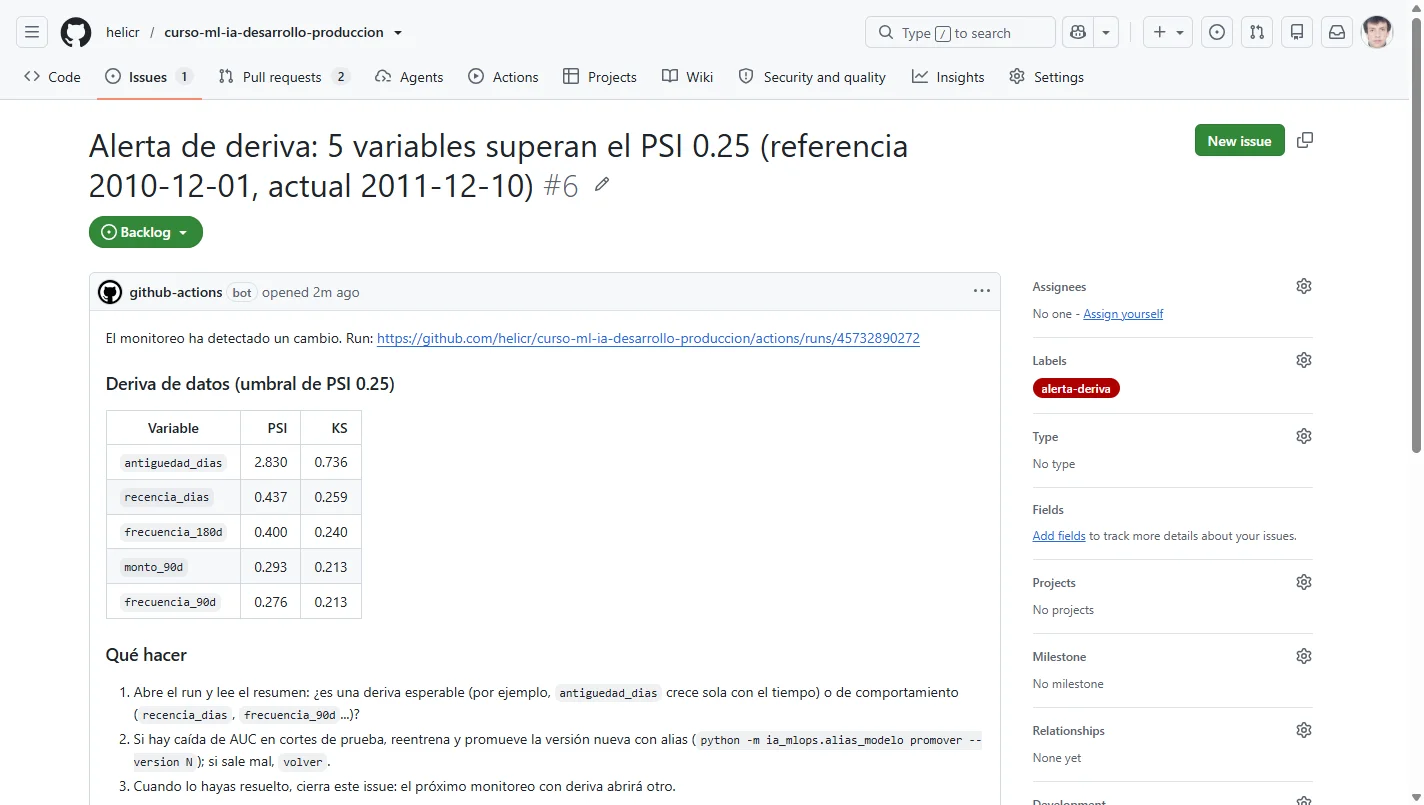 helicr / curso-ml-ia-desarrollo-produccion
Type / to search
Code
Issues 1
Pull requests 2
Agents
Actions
Projects
Wiki
Security and quality
Insights
Settings
Alerta de deriva: 5 variables superan el PSI 0.25 (referencia
2010-12-01, actual 2011-12-10) #6
New issue
Backlog
github-actions bot opened 2m ago
El monitoreo ha detectado un cambio. Run: https://github.com/helicr/curso-ml-ia-desarrollo-produccion/actions/runs/45732890272
Deriva de datos (umbral de PSI 0.25)
Variable PSI KS
antiguedad_dias 2.830 0.736
recencia_dias 0.437 0.259
frecuencia_180d 0.400 0.240
monto_90d 0.293 0.213
frecuencia_90d 0.276 0.213
Qué hacer
1. Abre el run y lee el resumen: ¿es una deriva esperable (por ejemplo, antiguedad_dias crece sola con el tiempo) o de comportamiento
(recencia_dias, frecuencia_90d…)?
2. Si hay caída de AUC en cortes de prueba, reentrena y promueve la versión nueva con alias (python -m ia_mlops.alias_modelo promover --
version N); si sale mal, volver.
3. Cuando lo hayas resuelto, cierra este issue: el próximo monitoreo con deriva abrirá otro.
Assignees
No one - Assign yourself
Labels
alerta-deriva
Type
No type
Fields
Add fields to track more details about your issues.
Projects
No projects
Milestone
No milestone
Relationships
None yet
Development